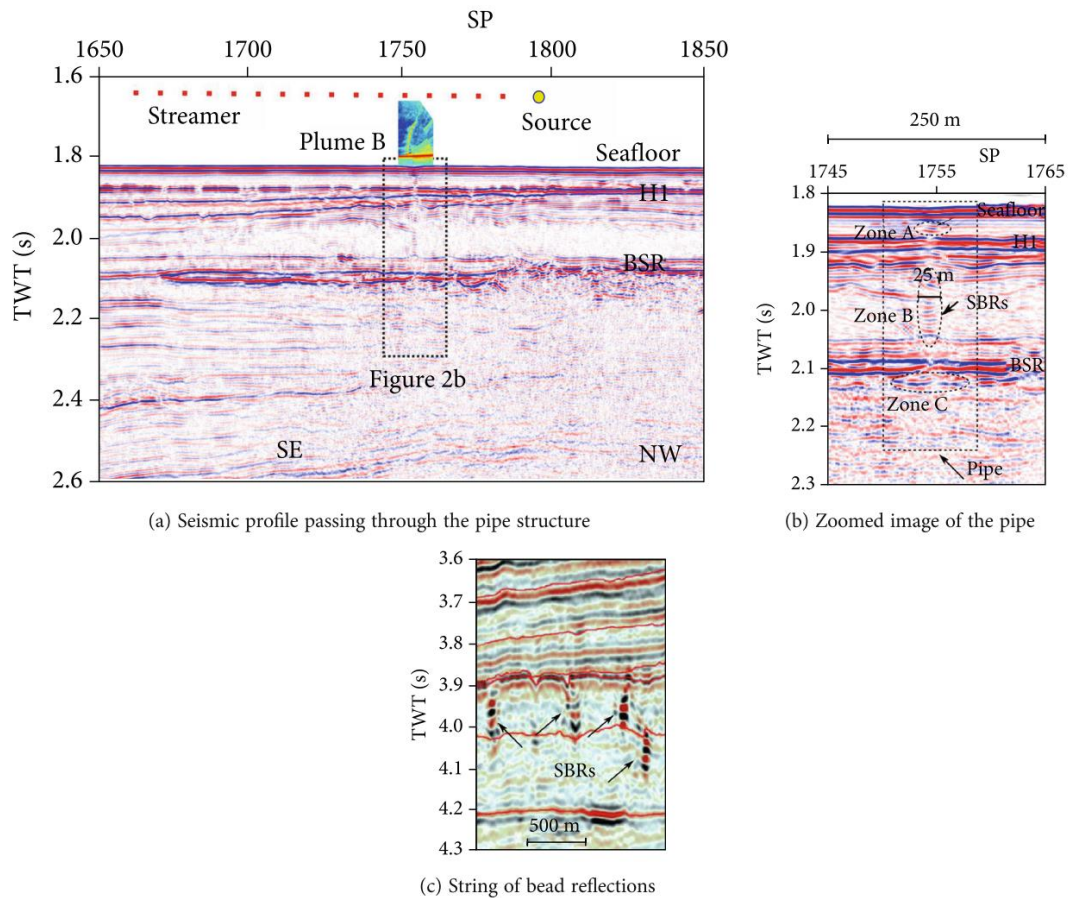 SP
1650 1700 1750 1800 1850
1.6
1.8
2.0
2.2
2.4
2.6
TWT (s)
Streamer
Source
Plume B
Seafloor
H1
BSR
Figure 2b
SE
NW
(a) Seismic profile passing through the pipe structure
250 m
SP
1745 1755 1765
1.8
1.9
2.0
2.1
2.2
2.3
TWT (s)
Seafloor
Zone A
H1
25 m
SBRs
Zone B
BSR
Zone C
Pipe
(b) Zoomed image of the pipe
3.6
3.7
3.8
3.9
4.0
4.1
4.2
4.3
TWT (s)
SBRs
500 m
(c) String of bead reflections